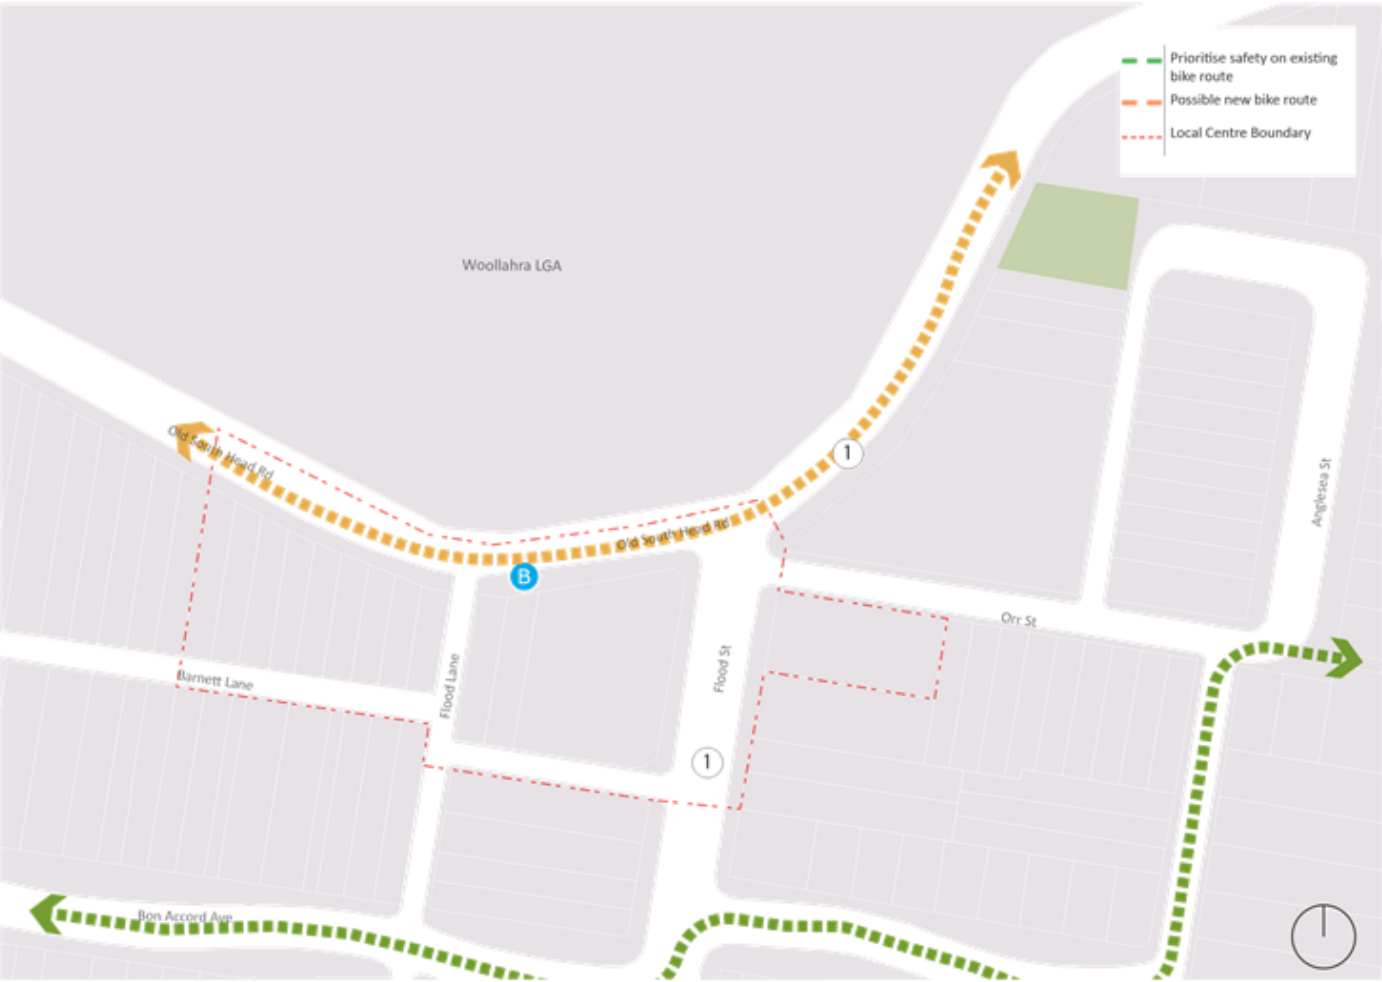 Prioritise safety on existing
bike route
Possible new bike route
Local Centre Boundary
Woollahra LGA
Old South Head Rd
1
Anglesea St
Old South Head Rd
B
Orr St
Flood St
Flood Lane
Barnett Lane
1
Bon Accord Ave